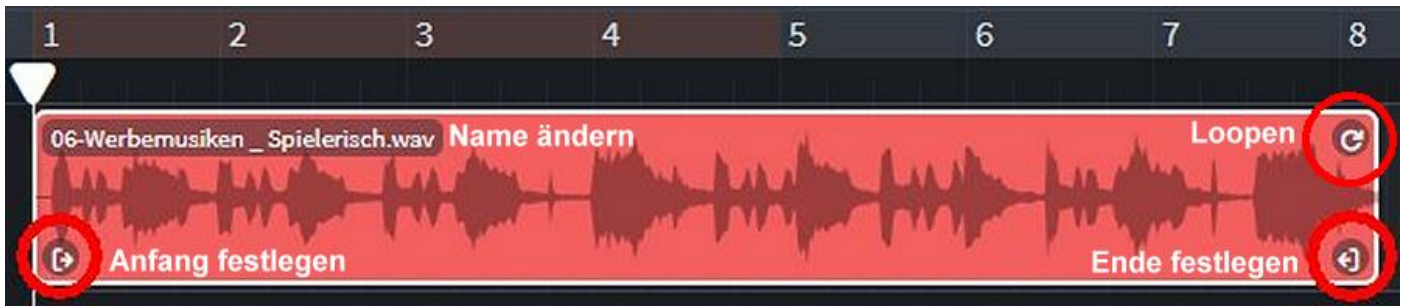 1 2 3 4 5 6 7 8
06-Werbemusiken _ Spielerisch.wav Name ändern Loopen
Anfang festlegen Ende festlegen